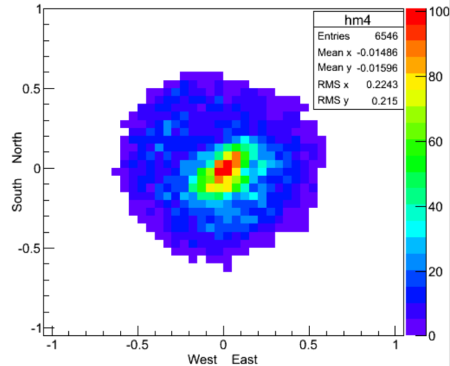 hm4
Entries 6546
Mean x -0.01486
Mean y -0.01596
RMS x 0.2243
RMS y 0.215
1
0.5
0
-0.5
-1
South North
-1 -0.5 0 0.5 1
West East
100
80
60
40
20
0